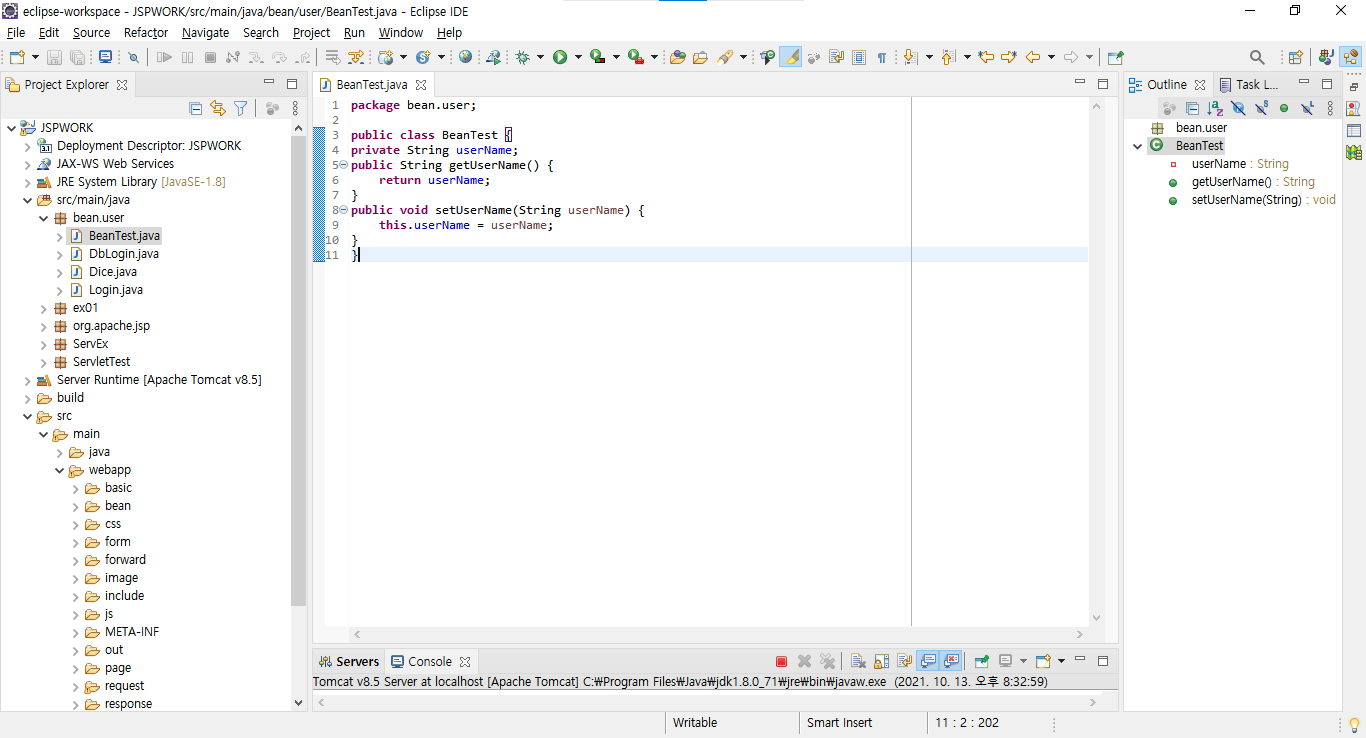 eclipse-workspace - JSPWORK/src/main/java/bean/user/BeanTest.java - Eclipse IDE
File Edit Source Refactor Navigate Search Project Run Window Help
Project Explorer
JSPWORK
Deployment Descriptor: JSPWORK
JAX-WS Web Services
JRE System Library [JavaSE-1.8]
src/main/java
bean.user
BeanTest.java
DbLogin.java
Dice.java
Login.java
ex01
org.apache.jsp
ServEx
ServletTest
Server Runtime [Apache Tomcat v8.5]
build
src
main
java
webapp
basic
bean
css
form
forward
image
include
js
META-INF
out
page
request
response
BeanTest.java
1 package bean.user;
2
3 public class BeanTest {
4 private String userName;
5 public String getUserName() {
6 return userName;
7 }
8 public void setUserName(String userName) {
9 this.userName = userName;
10 }
11 }
Servers Console
Tomcat v8.5 Server at localhost [Apache Tomcat] C:₩Program Files₩Java₩jdk1.8.0_71₩jre₩bin₩javaw.exe (2021. 10. 13. 오후 8:32:59)
Outline Task L...
bean.user
BeanTest
userName : String
getUserName() : String
setUserName(String) : void
Writable Smart Insert 11 : 2 : 202